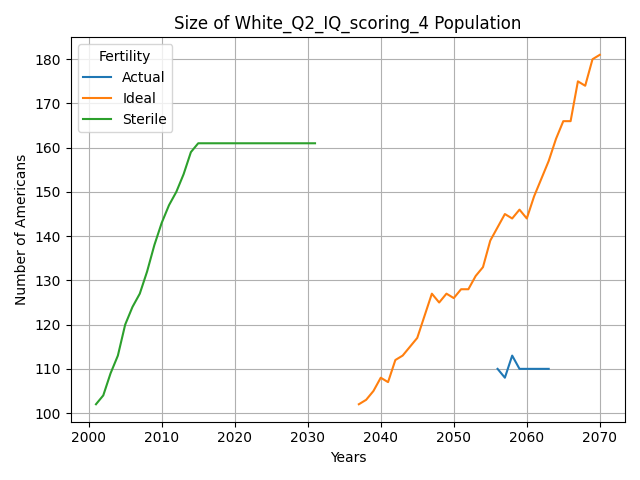 Size of White_Q2_IQ_scoring_4 Population
Fertility
Actual
Ideal
Sterile
Number of Americans
180
170
160
150
140
130
120
110
100
2000 2010 2020 2030 2040 2050 2060 2070
Years